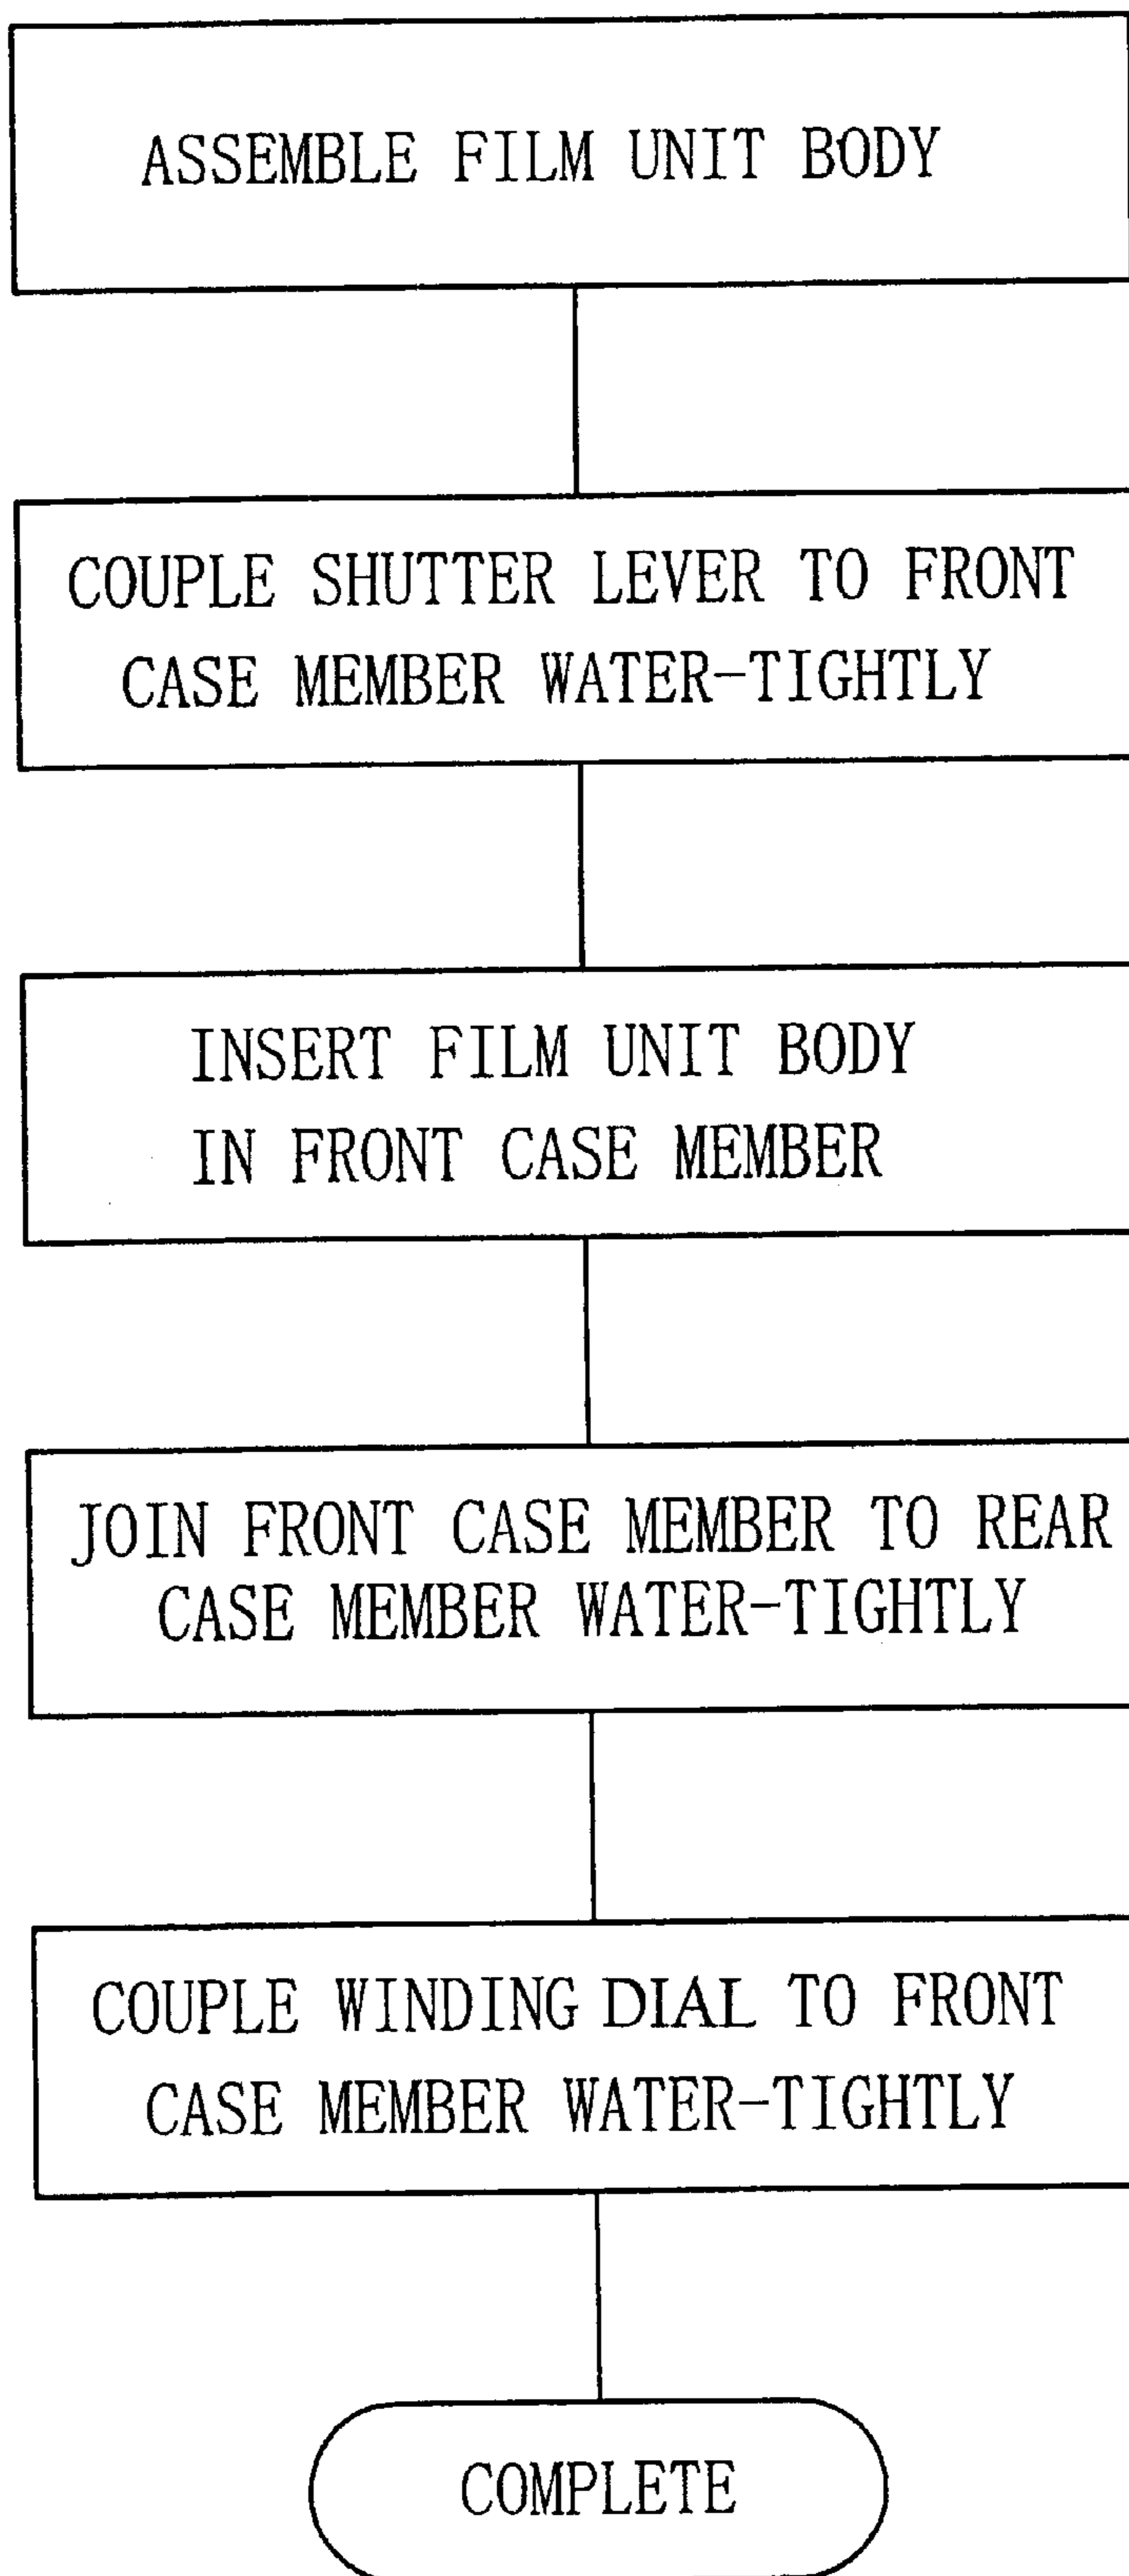 ASSEMBLE FILM UNIT BODY
COUPLE SHUTTER LEVER TO FRONT
CASE MEMBER WATER-TIGHTLY
INSERT FILM UNIT BODY
IN FRONT CASE MEMBER
JOIN FRONT CASE MEMBER TO REAR
CASE MEMBER WATER-TIGHTLY
COUPLE WINDING DIAL TO FRONT
CASE MEMBER WATER-TIGHTLY
COMPLETE